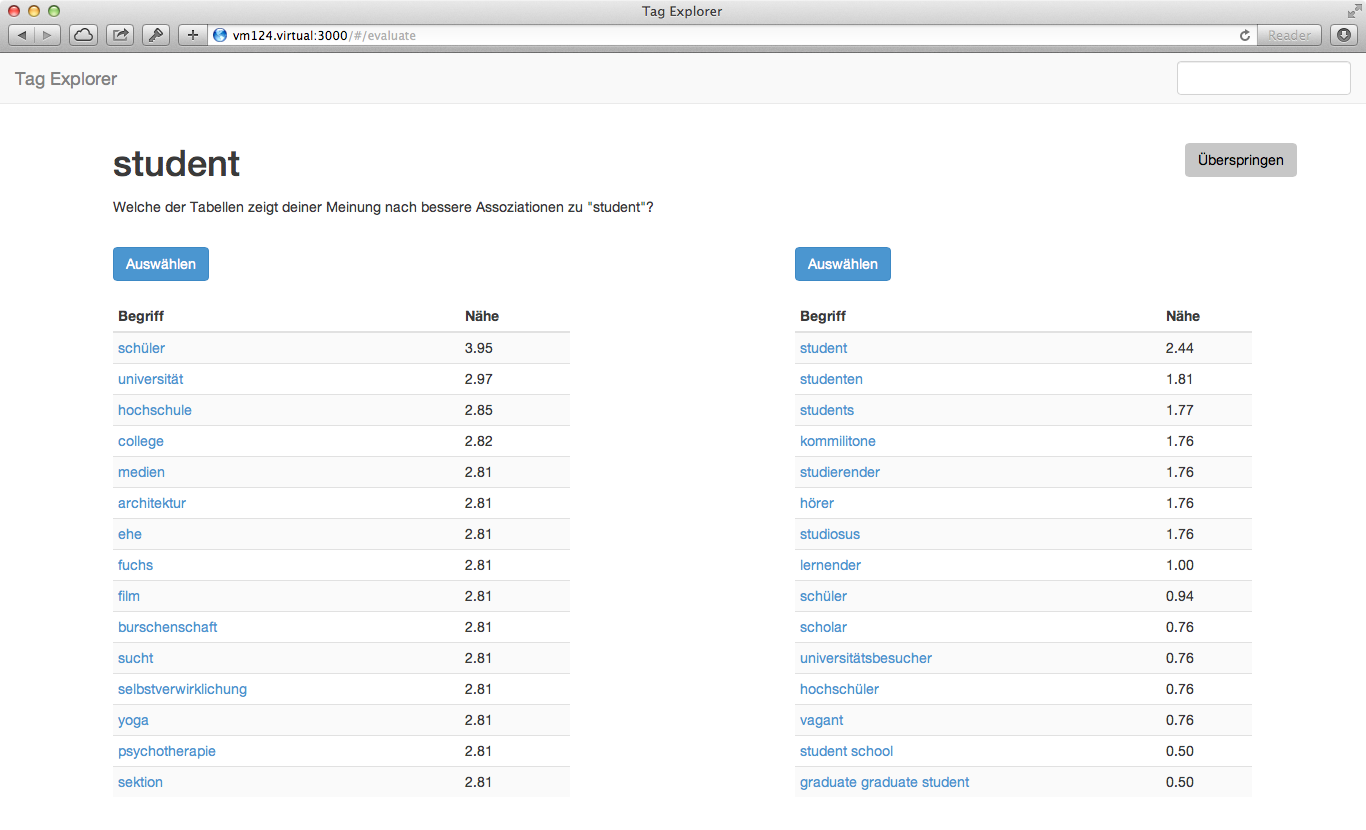 Tag Explorer
vm124.virtual:3000/#/evaluate
Reader
Tag Explorer
student
Überspringen
Welche der Tabellen zeigt deiner Meinung nach bessere Assoziationen zu "student"?
Auswählen
Begriff Nähe
schüler 3.95
universität 2.97
hochschule 2.85
college 2.82
medien 2.81
architektur 2.81
ehe 2.81
fuchs 2.81
film 2.81
burschenschaft 2.81
sucht 2.81
selbstverwirklichung 2.81
yoga 2.81
psychotherapie 2.81
sektion 2.81
Auswählen
Begriff Nähe
student 2.44
studenten 1.81
students 1.77
kommilitone 1.76
studierender 1.76
hörer 1.76
studiosus 1.76
lernender 1.00
schüler 0.94
scholar 0.76
universitätsbesucher 0.76
hochschüler 0.76
vagant 0.76
student school 0.50
graduate graduate student 0.50